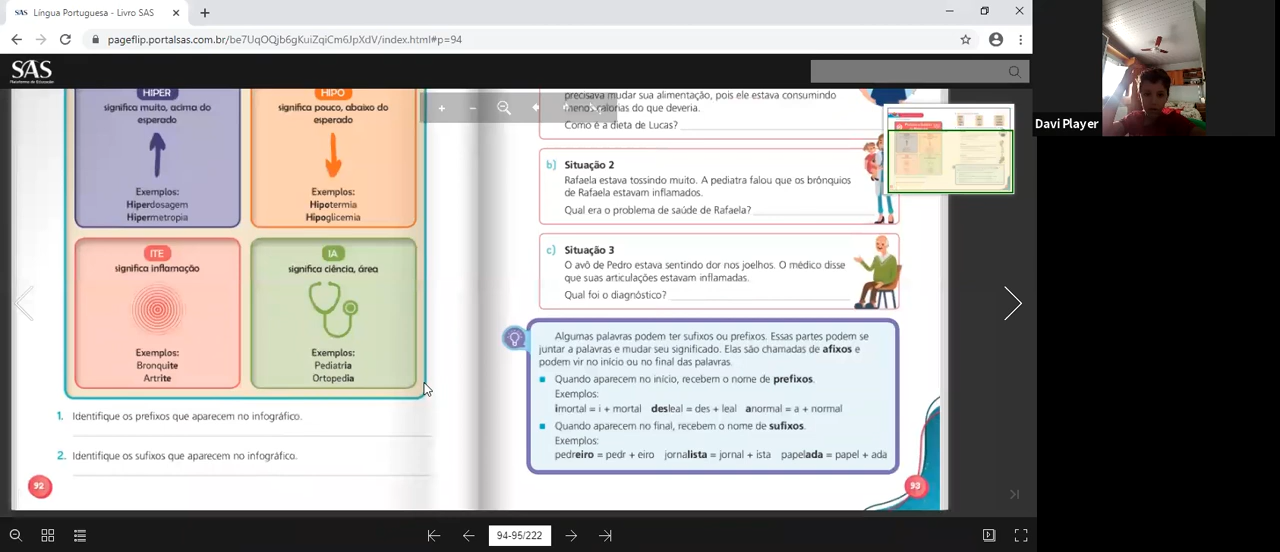 Língua Portuguesa - Livro SAS
pageflip.portalsas.com.br/be7UqOQjb6gKuiZqiCm6JpXdV/index.html#p=94
SAS
Plataforma de Educação
HIPER
significa muito, acima do
esperado
Exemplos:
Hiperdosagem
Hipermetropia
HIPO
significa pouco, abaixo do
esperado
Exemplos:
Hipotermia
Hipoglicemia
ITE
significa inflamação
Exemplos:
Bronquite
Artrite
IA
significa ciência, área
Exemplos:
Pediatria
Ortopedia
1. Identifique os prefixos que aparecem no infográfico.
2. Identifique os sufixos que aparecem no infográfico.
92
precisava mudar sua alimentação, pois ele estava consumindo
menos calorias do que deveria.
Como é a dieta de Lucas?
b) Situação 2
Rafaela estava tossindo muito. A pediatra falou que os brônquios
de Rafaela estavam inflamados.
Qual era o problema de saúde de Rafaela?
c) Situação 3
O avô de Pedro estava sentindo dor nos joelhos. O médico disse
que suas articulações estavam inflamadas.
Qual foi o diagnóstico?
Algumas palavras podem ter sufixos ou prefixos. Essas partes podem se
juntar a palavras e mudar seu significado. Elas são chamadas de afixos e
podem vir no início ou no final das palavras.
Quando aparecem no início, recebem o nome de prefixos.
Exemplos:
imortal = i + mortal desleal = des + leal anormal = a + normal
Quando aparecem no final, recebem o nome de sufixos.
Exemplos:
pedreiro = pedr + eiro jornalista = jornal + ista papelada = papel + ada
93
94-95/222
Davi Player